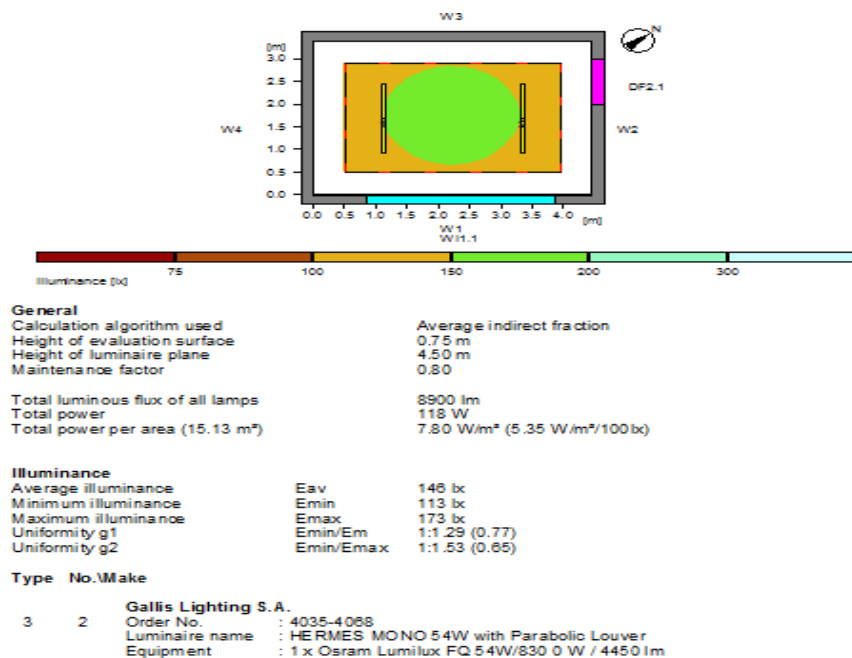 W3
N
[m]
3.0
2.5
2.0
1.5
1.0
0.5
0.0
DF2.1
W4
W2
0.0 0.5 1.0 1.5 2.0 2.5 3.0 3.5 4.0 [m]
W1
WI1.1
75 100 150 200 300
Illuminance [lx]
General
Calculation algorithm used Average indirect fraction
Height of evaluation surface 0.75 m
Height of luminaire plane 4.50 m
Maintenance factor 0.80
Total luminous flux of all lamps 8900 lm
Total power 118 W
Total power per area (15.13 m²) 7.80 W/m² (5.35 W/m²/100lx)
Illuminance
Average illuminance Eav 146 lx
Minimum illuminance Emin 113 lx
Maximum illuminance Emax 173 lx
Uniformity g1 Emin/Em 1:1.29 (0.77)
Uniformity g2 Emin/Emax 1:1.53 (0.65)
Type No.\Make
Gallis Lighting S.A.
3 2 Order No. : 4035-4068
Luminaire name : HERMES MONO 54W with Parabolic Louver
Equipment : 1 x Osram Lumilux FQ 54W/830 0 W / 4450 lm